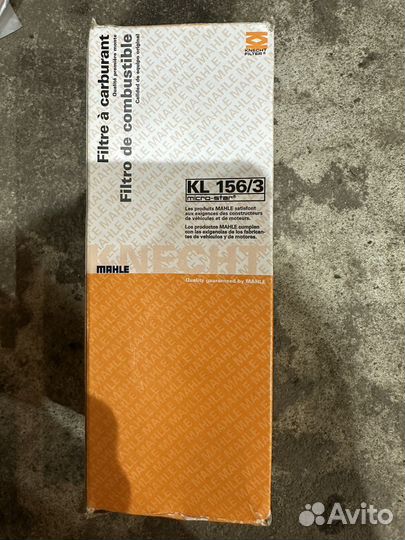 Filtre à carburant
Qualité première monte
Filtro de combustible
Calidad de equipo original
KNECHT
FILTER
KL 156/3
micro-star®
Les produits MAHLE satisfont
aux exigences des constructeurs
de véhicules et de moteurs.
Los productos MAHLE cumplen
con las exigencias de los fabrican-
tes de vehículos y de motores.
KNECHT
MAHLE
Quality guaranteed by MAHLE
Avito